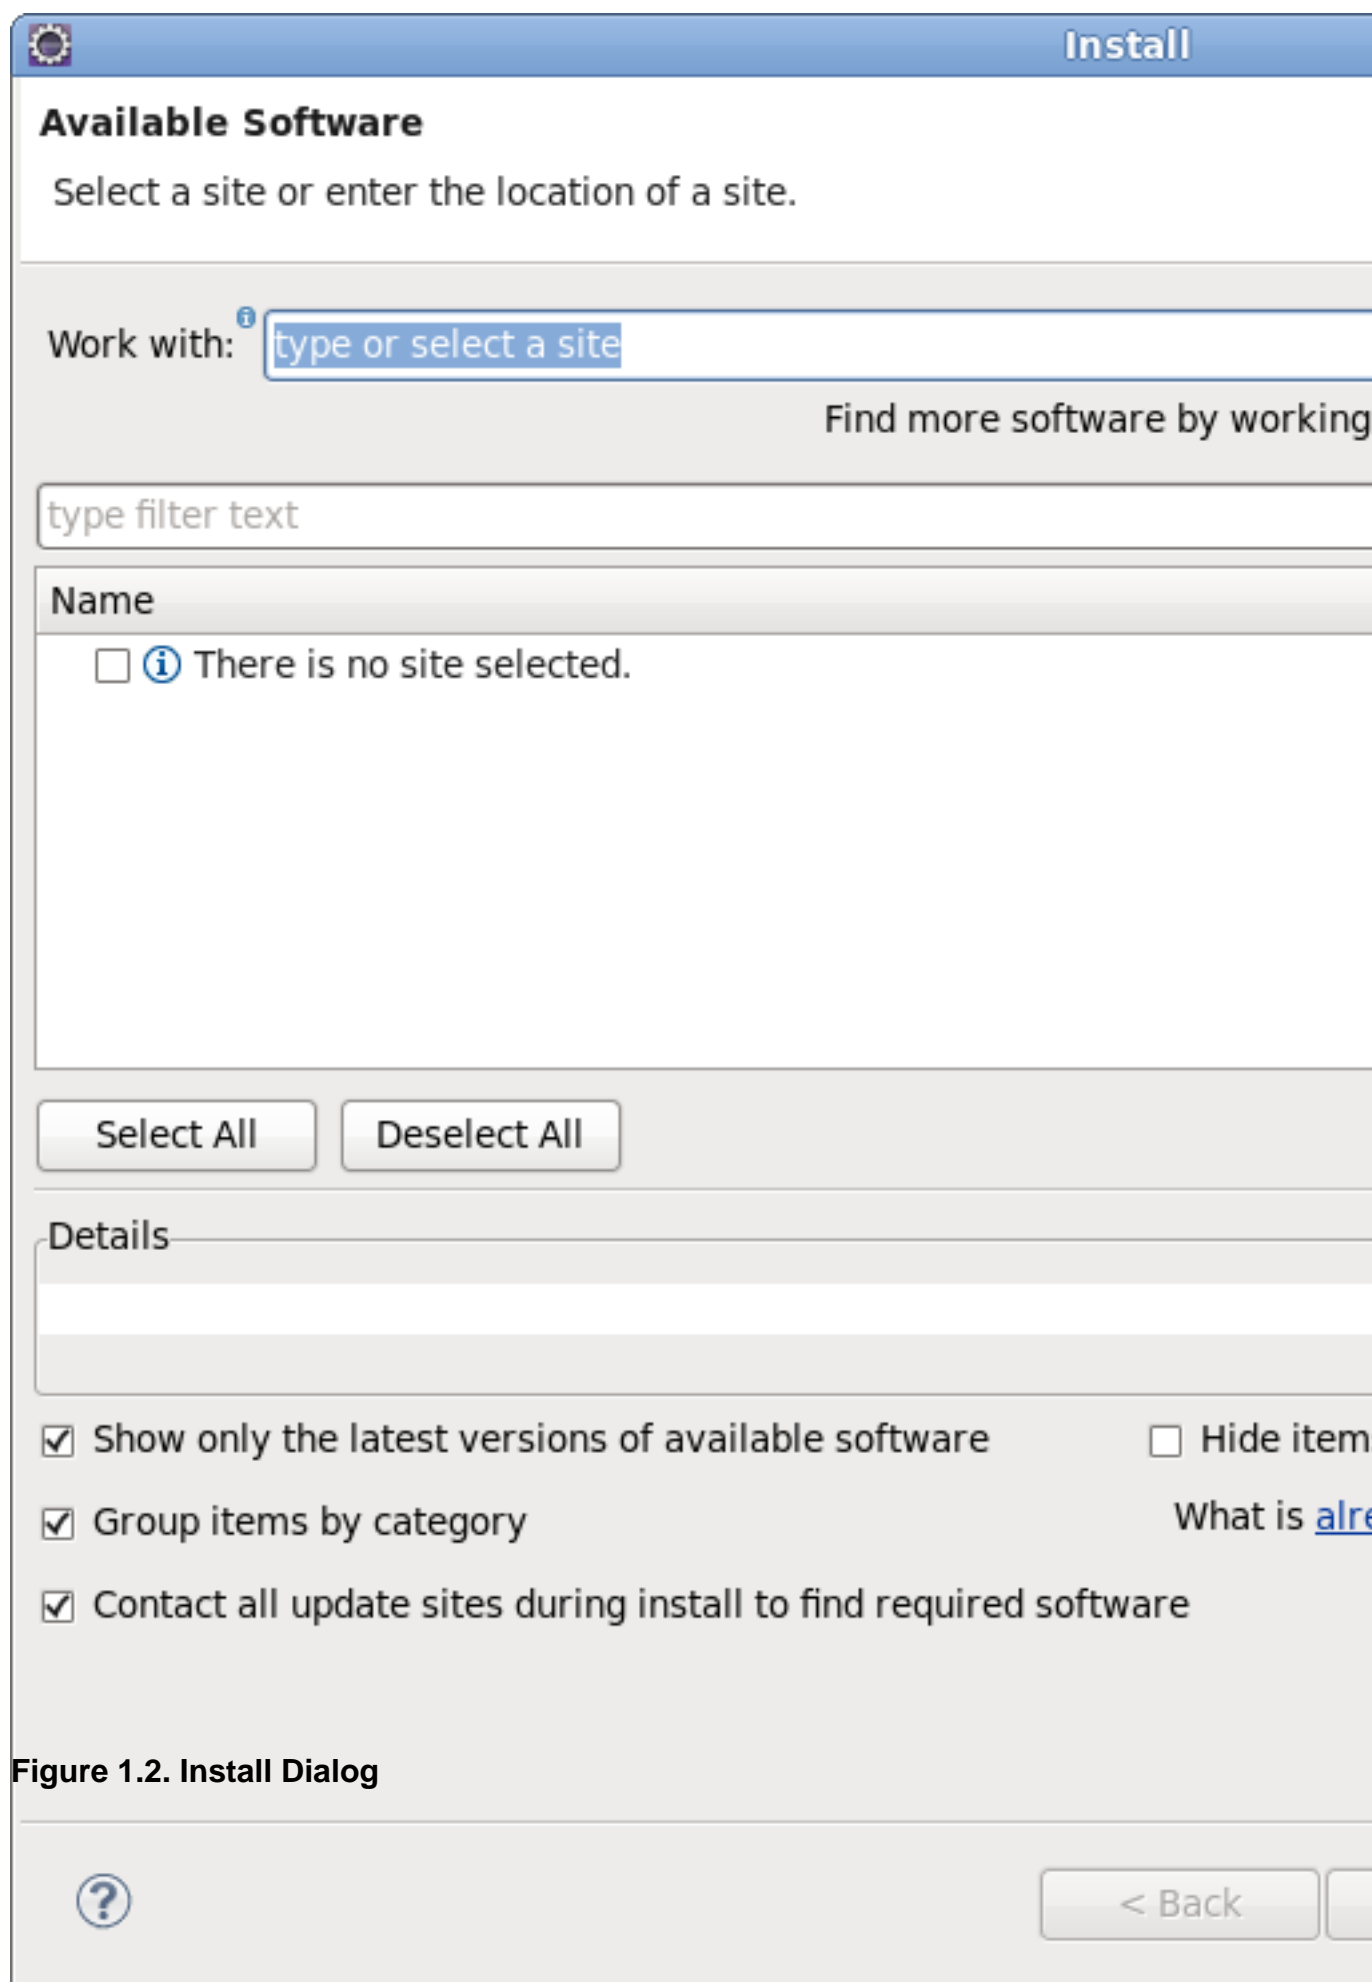 Install
Available Software
Select a site or enter the location of a site.
Work with: type or select a site
Find more software by working
type filter text
Name
There is no site selected.
Select All Deselect All
Details
Show only the latest versions of available software Hide item
Group items by category What is alre
Contact all update sites during install to find required software
Figure 1.2. Install Dialog
< Back